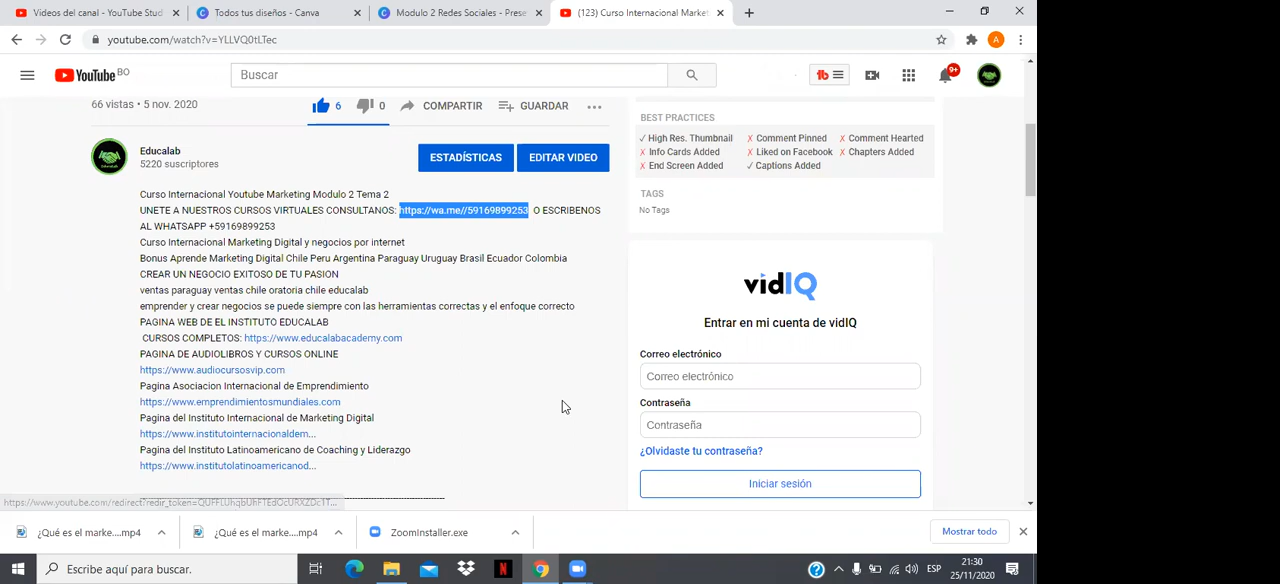 Videos del canal - YouTube Stud
Todos tus diseños - Canva
Modulo 2 Redes Sociales - Prese
(123) Curso Internacional Market
youtube.com/watch?v=YLLVQ0tLTec
A
YouTube BO
Buscar
tb
9+
66 vistas • 5 nov. 2020
6
0
COMPARTIR
GUARDAR
Educalab
5220 suscriptores
ESTADÍSTICAS
EDITAR VIDEO
Curso Internacional Youtube Marketing Modulo 2 Tema 2
UNETE A NUESTROS CURSOS VIRTUALES CONSULTANOS: https://wa.me//59169899253 O ESCRIBENOS
AL WHATSAPP +59169899253
Curso Internacional Marketing Digital y negocios por internet
Bonus Aprende Marketing Digital Chile Peru Argentina Paraguay Uruguay Brasil Ecuador Colombia
CREAR UN NEGOCIO EXITOSO DE TU PASION
ventas paraguay ventas chile oratoria chile educalab
emprender y crear negocios se puede siempre con las herramientas correctas y el enfoque correcto
PAGINA WEB DE EL INSTITUTO EDUCALAB
CURSOS COMPLETOS: https://www.educalabacademy.com
PAGINA DE AUDIOLIBROS Y CURSOS ONLINE
https://www.audiocursosvip.com
Pagina Asociacion Internacional de Emprendimiento
https://www.emprendimientosmundiales.com
Pagina del Instituto Internacional de Marketing Digital
https://www.institutointernacionaldem...
Pagina del Instituto Latinoamericano de Coaching y Liderazgo
https://www.institutolatinoamericanod...
BEST PRACTICES
✓ High Res. Thumbnail ✗ Comment Pinned ✗ Comment Hearted
✗ Info Cards Added ✗ Liked on Facebook ✗ Chapters Added
✗ End Screen Added ✓ Captions Added
TAGS
No Tags
vidIQ
Entrar en mi cuenta de vidIQ
Correo electrónico
Correo electrónico
Contraseña
Contraseña
¿Olvidaste tu contraseña?
Iniciar sesión
¿Qué es el marke....mp4
¿Qué es el marke....mp4
ZoomInstaller.exe
Mostrar todo
Escribe aquí para buscar.
ESP
21:30
25/11/2020